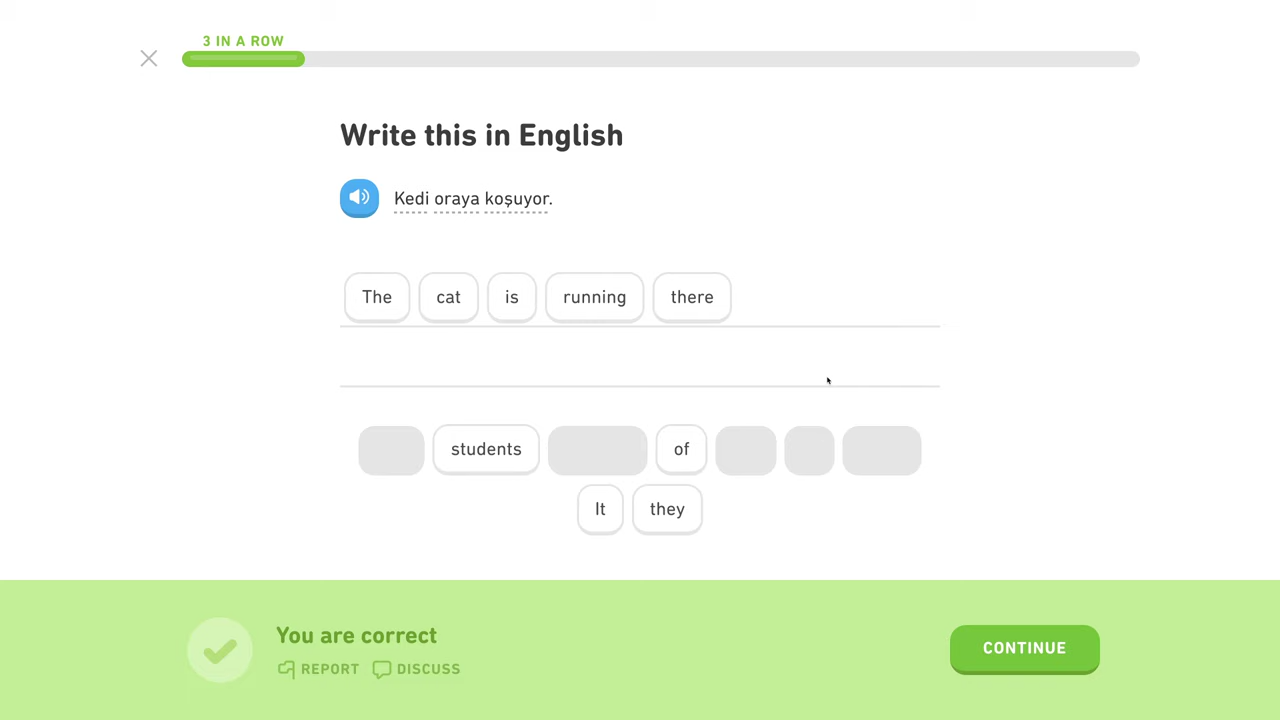 3 IN A ROW
Write this in English
Kedi oraya koşuyor.
The cat is running there
students of
It they
You are correct
REPORT DISCUSS
CONTINUE